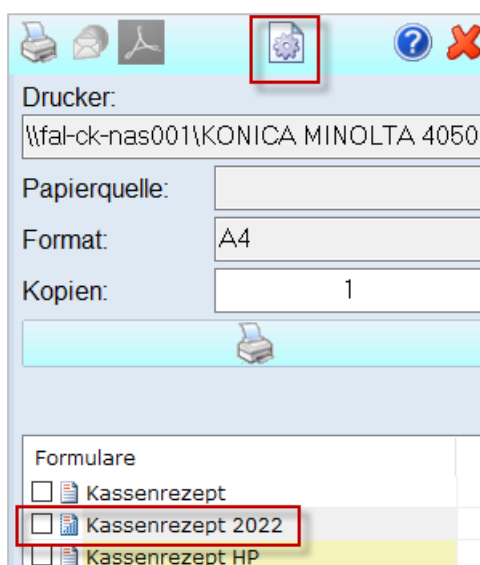 Drucker:
\\fal-ck-nas001\KONICA MINOLTA 4050
Papierquelle:
Format: A4
Kopien: 1
Formulare
Kassenrezept
Kassenrezept 2022
Kassenrezept HP